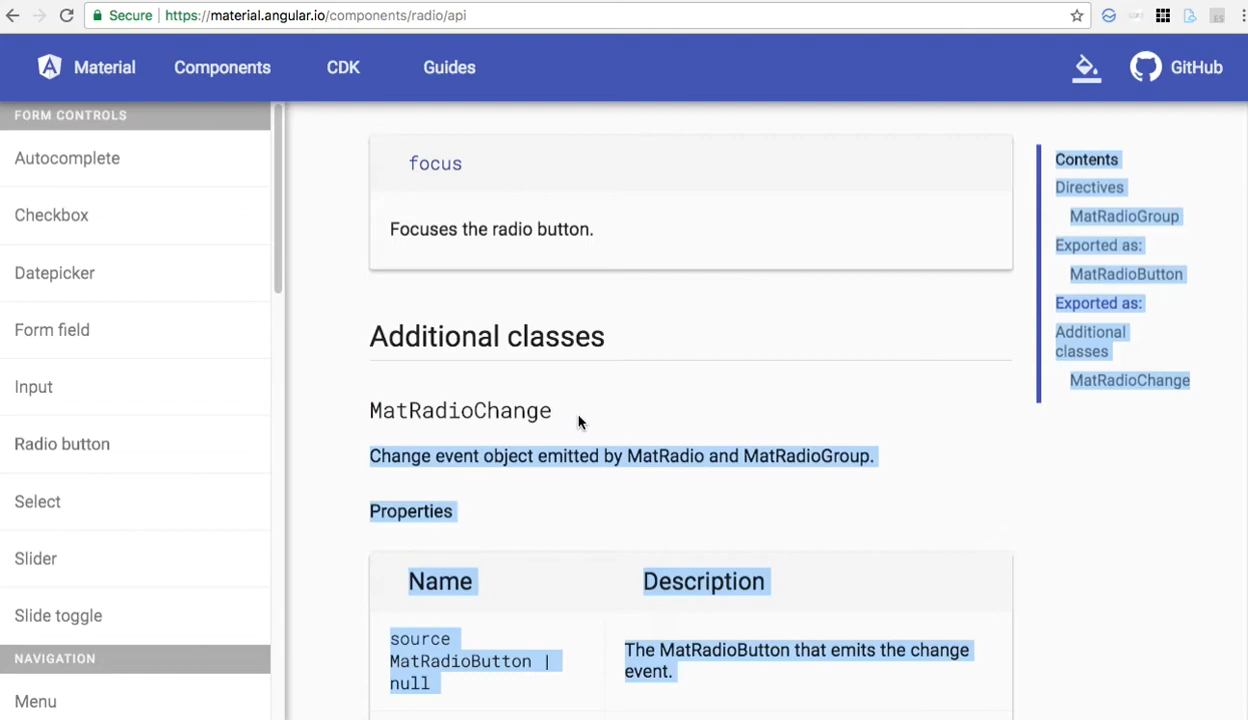 Secure | https://material.angular.io/components/radio/api
Material
Components
CDK
Guides
GitHub
FORM CONTROLS
Autocomplete
Checkbox
Datepicker
Form field
Input
Radio button
Select
Slider
Slide toggle
NAVIGATION
Menu
focus
Focuses the radio button.
Additional classes
MatRadioChange
Change event object emitted by MatRadio and MatRadioGroup.
Properties
Name
Description
source
MatRadioButton |
null
The MatRadioButton that emits the change
event.
Contents
Directives
MatRadioGroup
Exported as:
MatRadioButton
Exported as:
Additional
classes
MatRadioChange